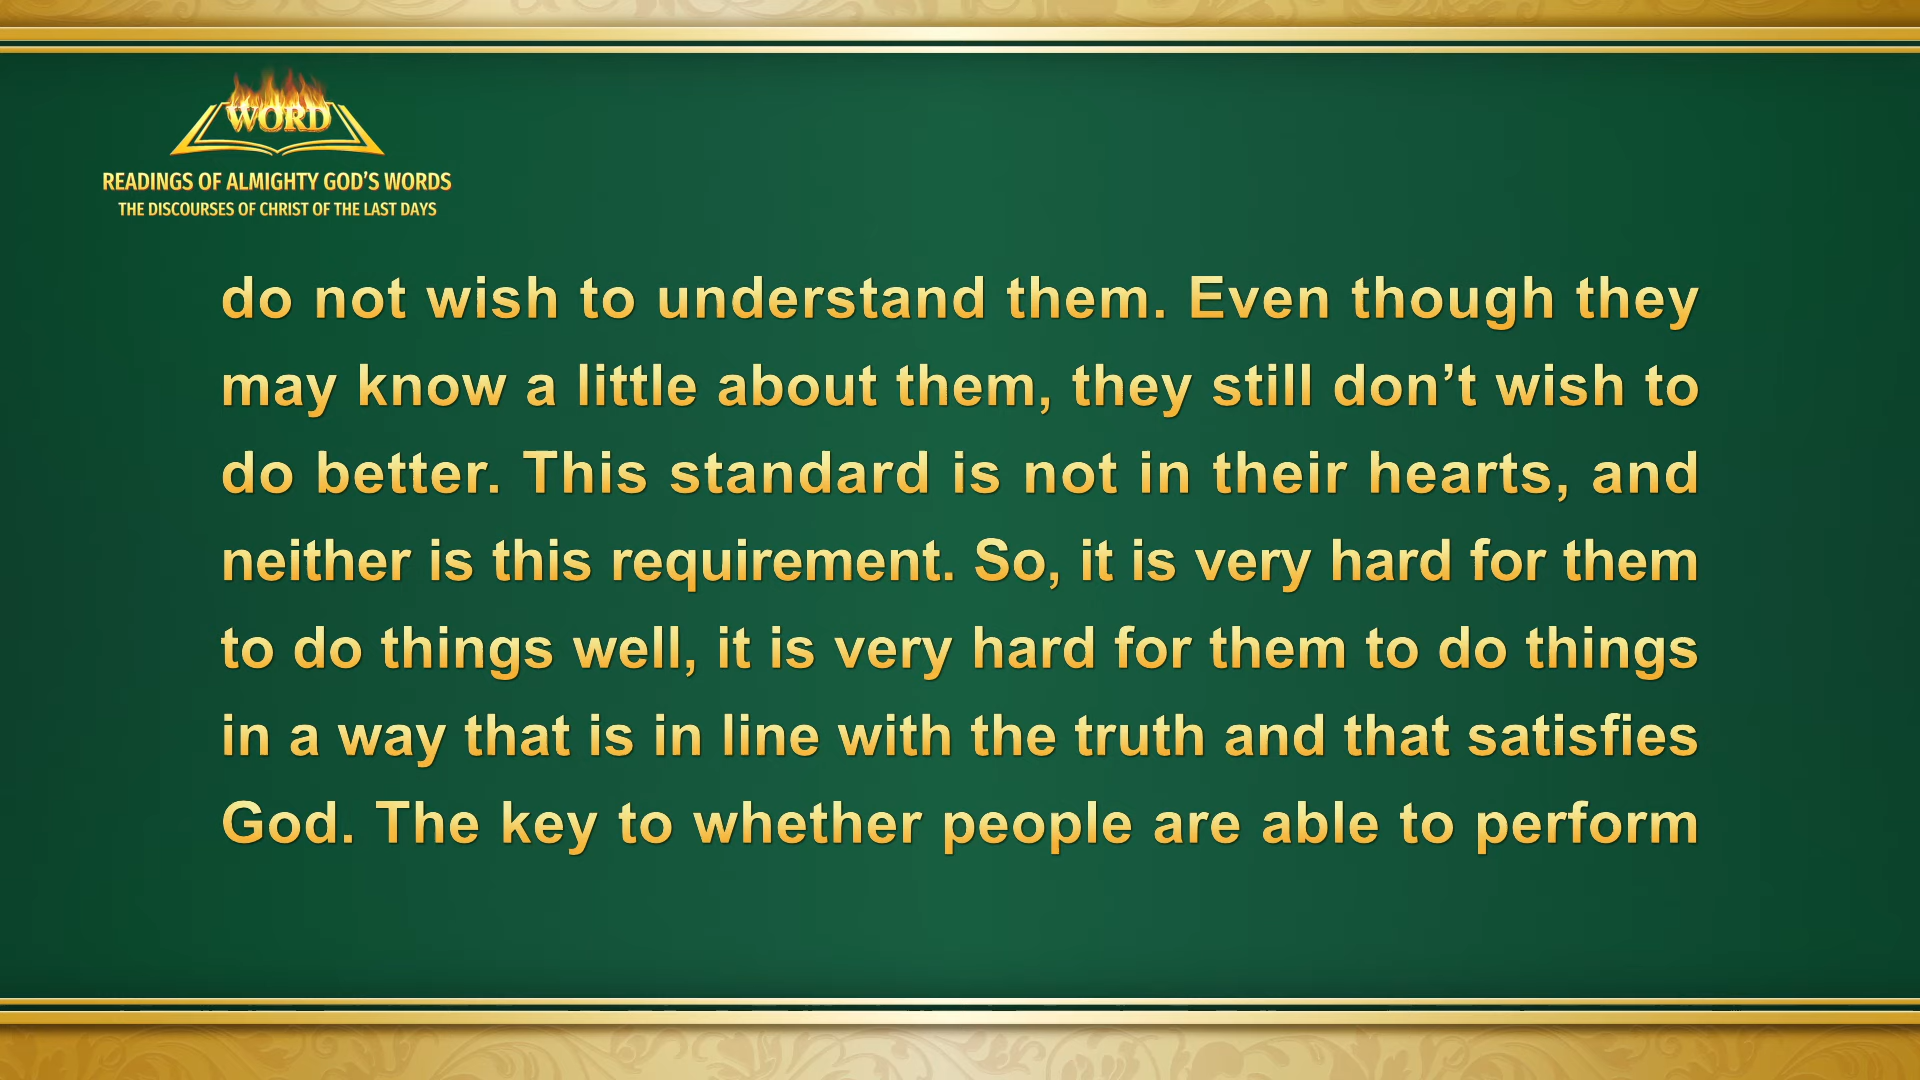 WORD
READINGS OF ALMIGHTY GOD'S WORDS
THE DISCOURSES OF CHRIST OF THE LAST DAYS
do not wish to understand them. Even though they
may know a little about them, they still don’t wish to
do better. This standard is not in their hearts, and
neither is this requirement. So, it is very hard for them
to do things well, it is very hard for them to do things
in a way that is in line with the truth and that satisfies
God. The key to whether people are able to perform